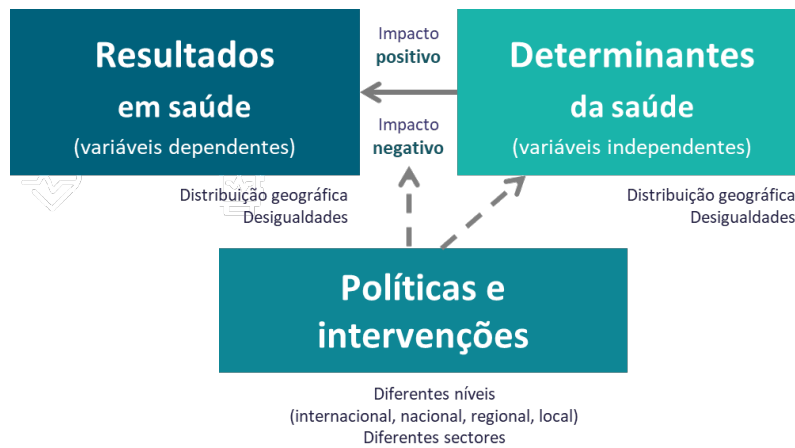 Resultados
em saúde
(variáveis dependentes)
Impacto
positivo
Impacto
negativo
Determinantes
da saúde
(variáveis independentes)
Distribuição geográfica
Desigualdades
Distribuição geográfica
Desigualdades
Políticas e
intervenções
Diferentes níveis
(internacional, nacional, regional, local)
Diferentes sectores